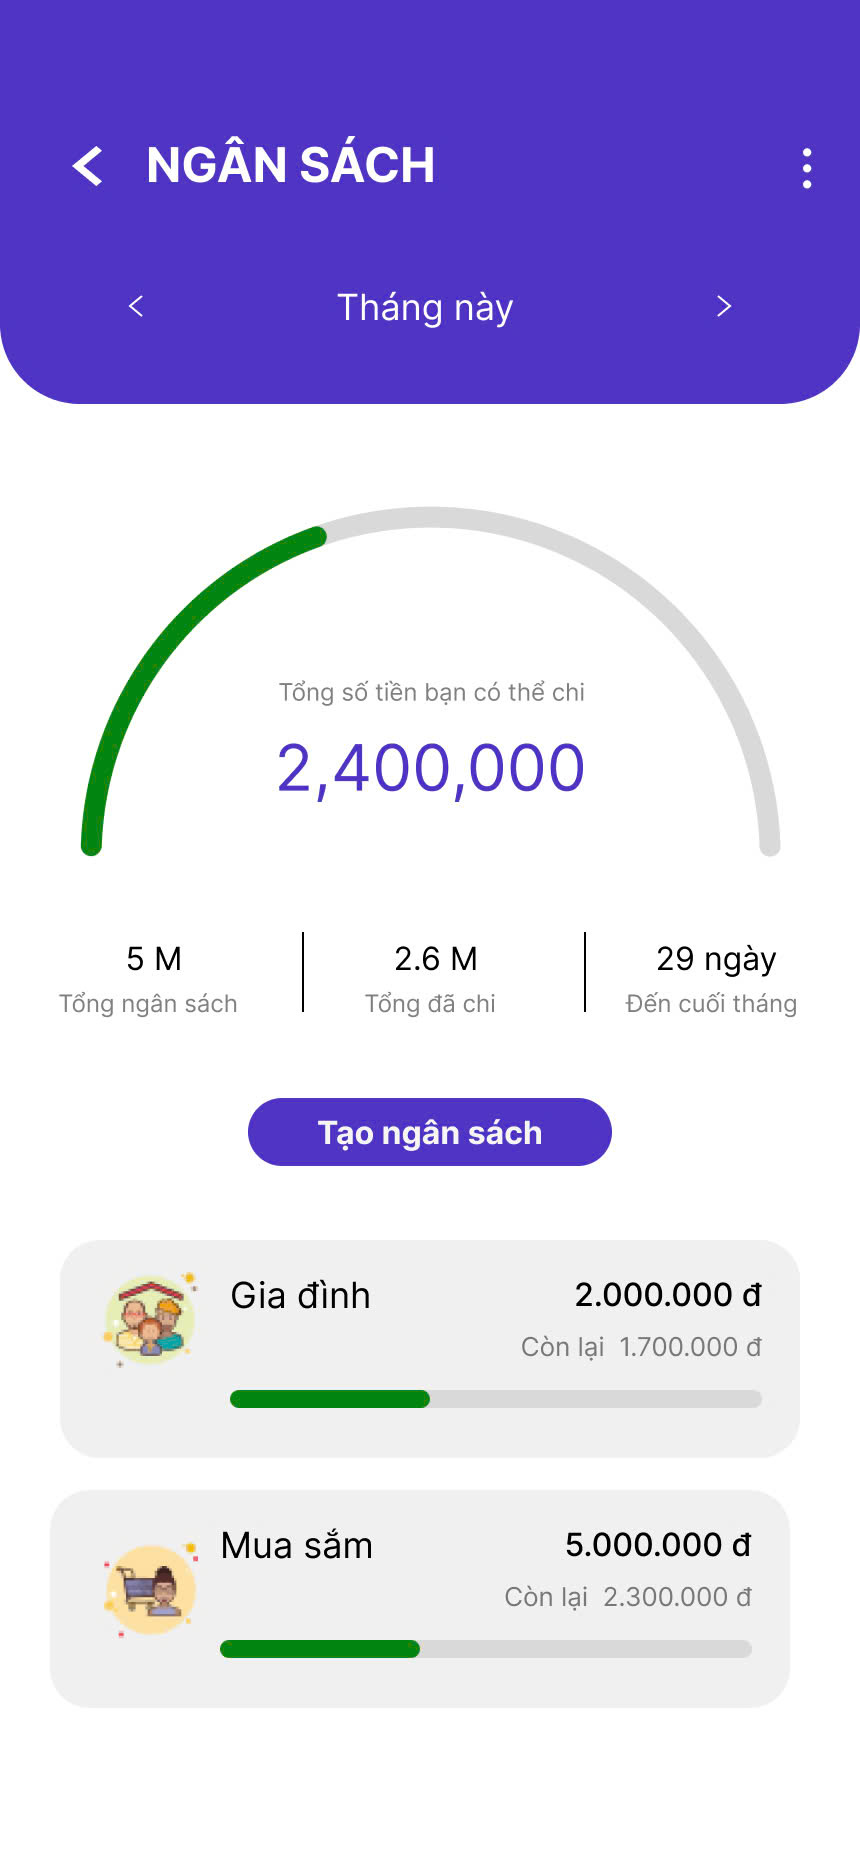 NGÂN SÁCH
Tháng này
Tổng số tiền bạn có thể chi
2,400,000
5 M
2.6 M
29 ngày
Tổng ngân sách
Tổng đã chi
Đến cuối tháng
Tạo ngân sách
Gia đình
2.000.000 đ
Còn lại 1.700.000 đ
Mua sắm
5.000.000 đ
Còn lại 2.300.000 đ